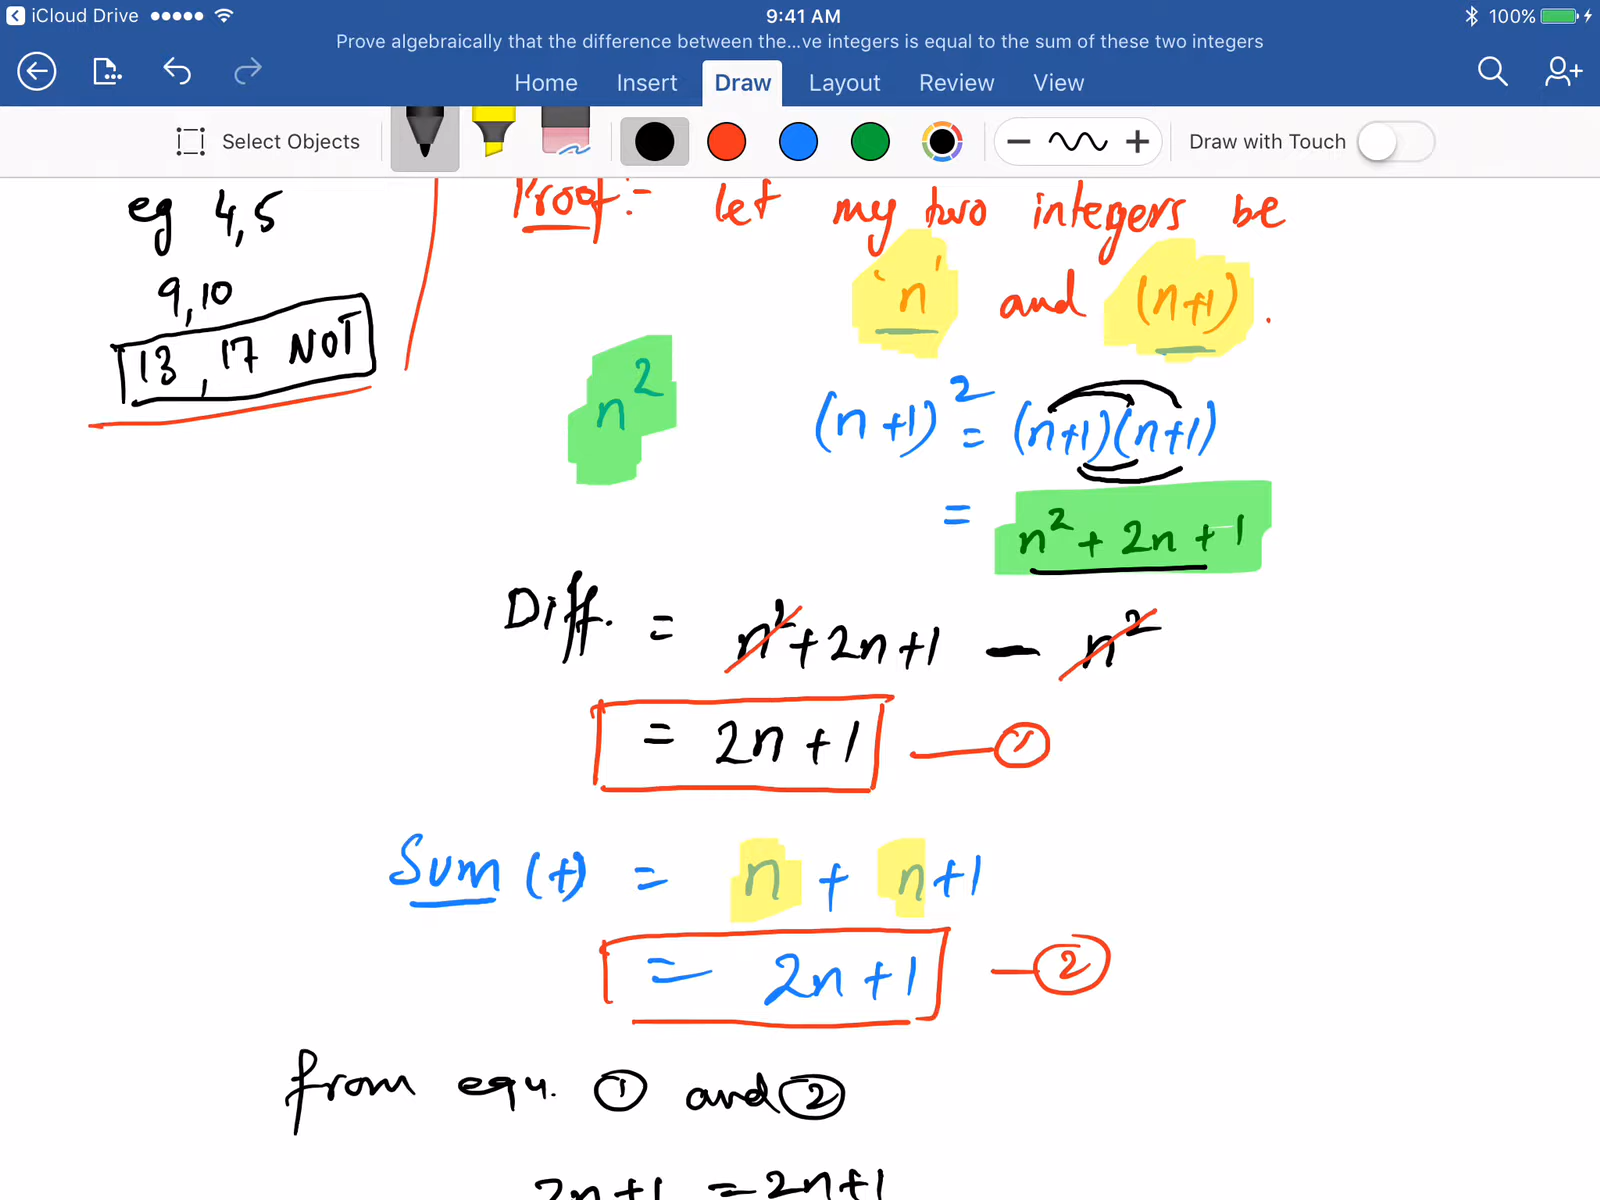 iCloud Drive 9:41 AM 100%
Prove algebraically that the difference between the...ve integers is equal to the sum of these two integers
Home Insert Draw Layout Review View
Select Objects Draw with Touch
eg 4,5
9,10
13, 17 NOT
Proof:- let my two integers be
'n' and (n+1).
n²
(n+1)² = (n+1)(n+1)
= n² + 2n + 1
Diff. = n² + 2n + 1 − n²
= 2n + 1 — ①
Sum (+) = n + n + 1
= 2n + 1 — ②
from equ. ① and ②
2n+1 = 2n+1